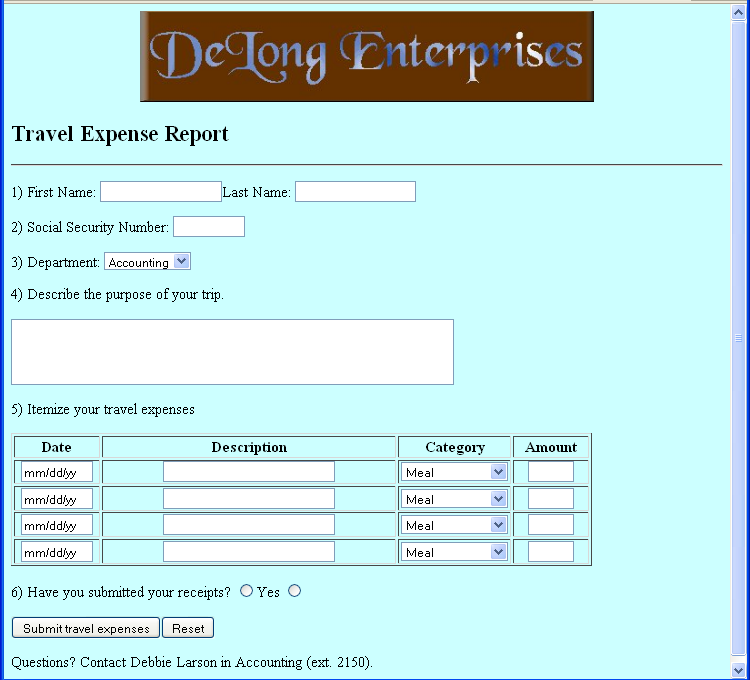 DeLong Enterprises
Travel Expense Report
1) First Name: Last Name:
2) Social Security Number:
3) Department: Accounting
4) Describe the purpose of your trip.
5) Itemize your travel expenses
Date Description Category Amount
mm/dd/yy Meal
mm/dd/yy Meal
mm/dd/yy Meal
mm/dd/yy Meal
6) Have you submitted your receipts? Yes
Submit travel expenses Reset
Questions? Contact Debbie Larson in Accounting (ext. 2150).